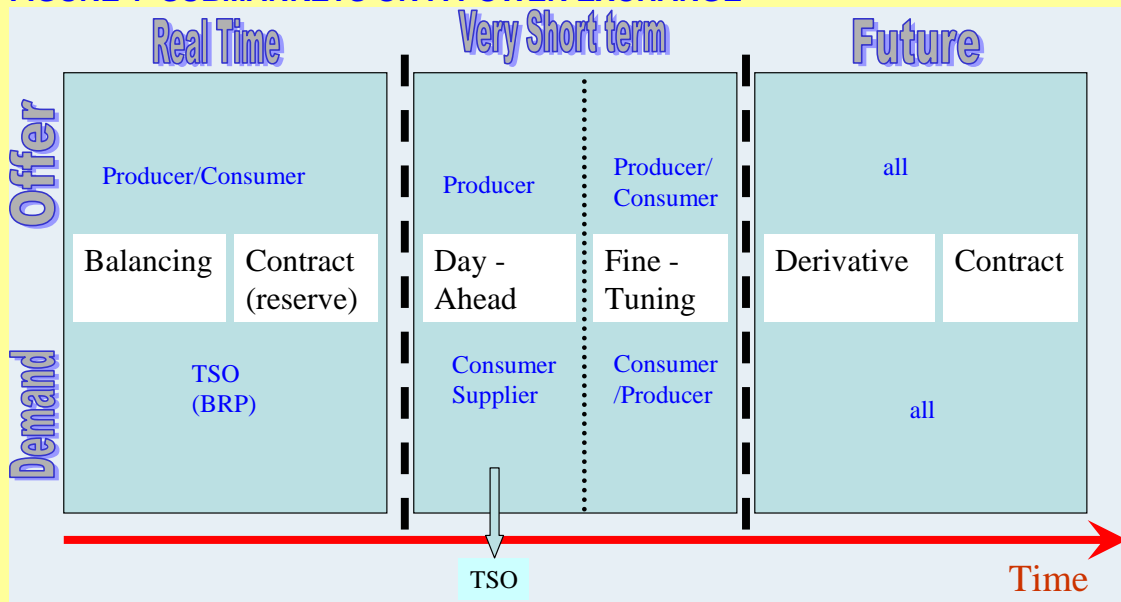 Real Time
Very Short term
Future
Offer
Producer/Consumer
Producer
Producer/
Consumer
all
Balancing
Contract
(reserve)
Day -
Ahead
Fine -
Tuning
Derivative
Contract
Demand
TSO
(BRP)
Consumer
Supplier
Consumer
/Producer
all
TSO
Time